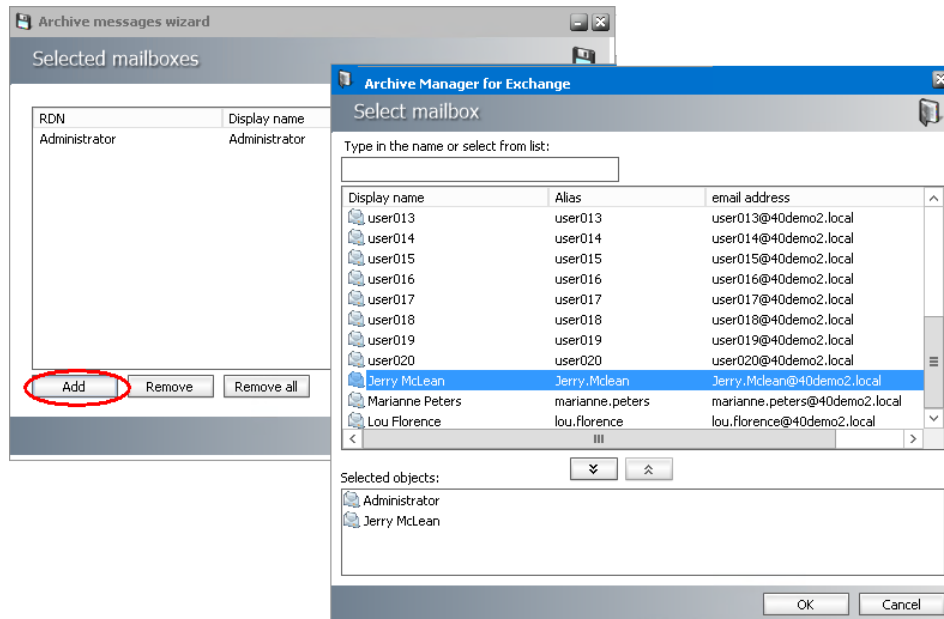 Archive messages wizard
Selected mailboxes
RDN Display name
Administrator Administrator
Add Remove Remove all
Archive Manager for Exchange
Select mailbox
Type in the name or select from list:
Display name Alias email address
user013 user013 user013@40demo2.local
user014 user014 user014@40demo2.local
user015 user015 user015@40demo2.local
user016 user016 user016@40demo2.local
user017 user017 user017@40demo2.local
user018 user018 user018@40demo2.local
user019 user019 user019@40demo2.local
user020 user020 user020@40demo2.local
Jerry McLean Jerry.Mclean Jerry.Mclean@40demo2.local
Marianne Peters marianne.peters marianne.peters@40demo2.local
Lou Florence lou.florence lou.florence@40demo2.local
Selected objects:
Administrator
Jerry McLean
OK Cancel